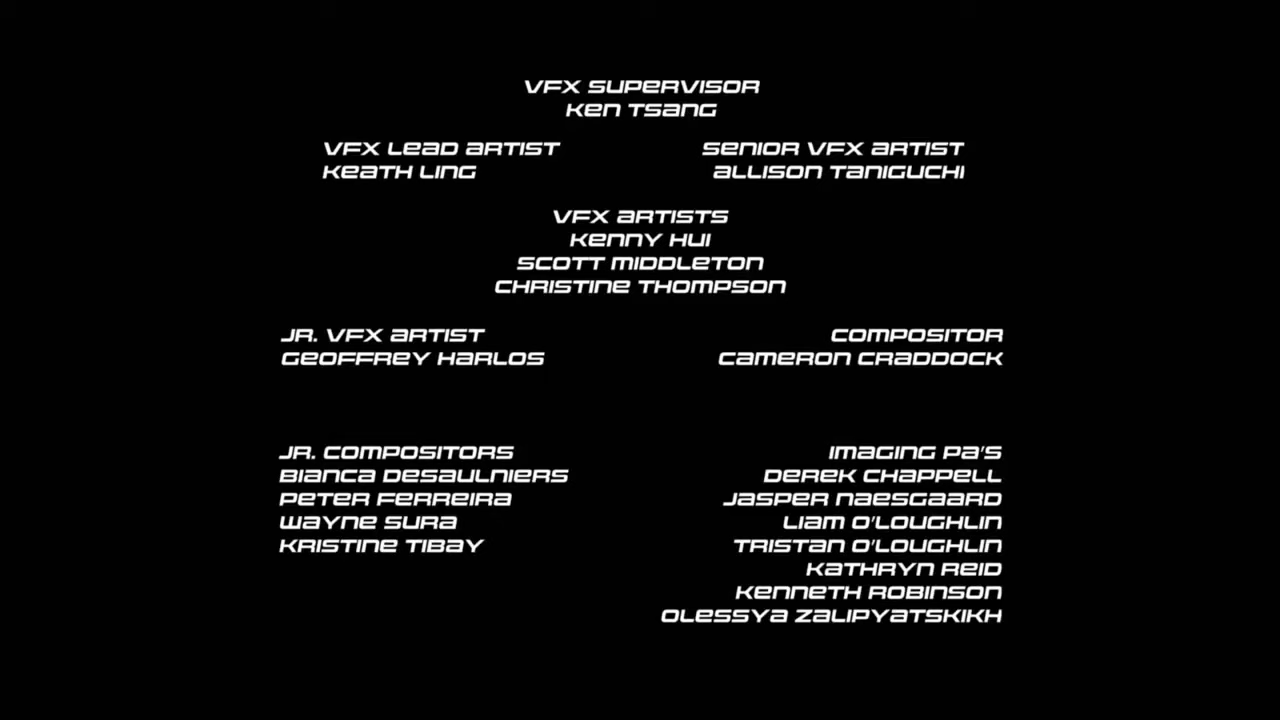 VFX SUPERVISOR
KEN TSANG
VFX LEAD ARTIST
KEATH LING
SENIOR VFX ARTIST
ALLISON TANIGUCHI
VFX ARTISTS
KENNY HUI
SCOTT MIDDLETON
CHRISTINE THOMPSON
JR. VFX ARTIST
GEOFFREY HARLOS
COMPOSITOR
CAMERON CRADDOCK
JR. COMPOSITORS
BIANCA DESAULNIERS
PETER FERREIRA
WAYNE SURA
KRISTINE TIBAY
IMAGING PA'S
DEREK CHAPPELL
JASPER NAESGAARD
LIAM O'LOUGHLIN
TRISTAN O'LOUGHLIN
KATHRYN REID
KENNETH ROBINSON
OLESSYA ZALIPYATSKIKH